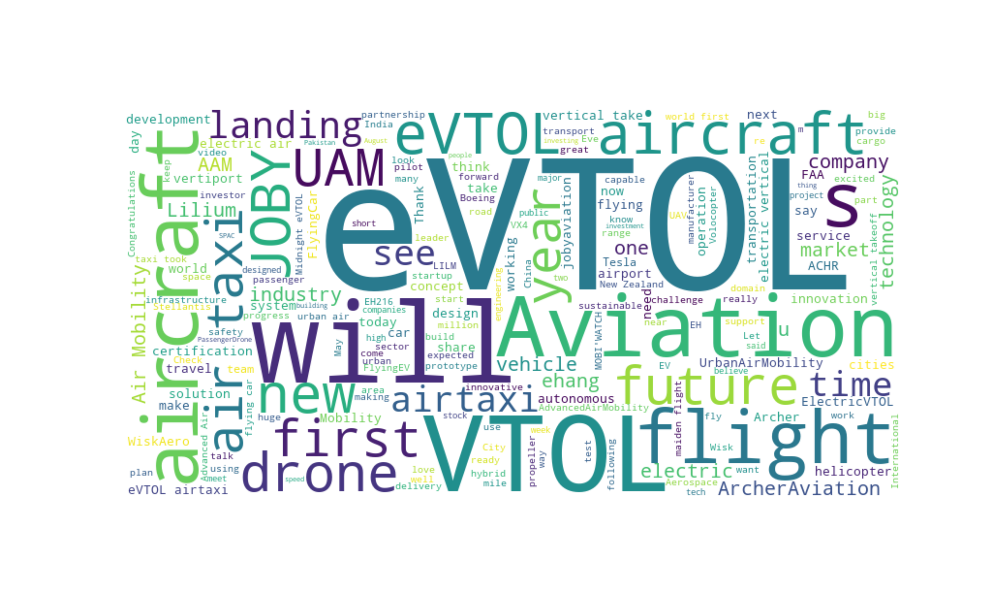 development
partnership
India
vertical take
world first
next
big
provide
cargo
day
electric air
landing
Pakistan
August
eVTOL
transport
Eve
great
investing
re
m
aircraft
video
AAM
vertiport
keep
Congratulations
JOBY
UAM
look
pilot
many
Thank
people
think
forward
take
Boeing
major
capable
now
flying
company
FAA
excited
thing
project
part
say
investor
Lilium
FlyingCar
Midnight eVTOL
short
eVTOL
s
road
public
know
investment
UAV
manufacturer
operation
Volocopter
transportation
electric vertical
technology
vertical takeoff
aircraft
SPAC
air taxi
see
leader
VX4
jobyaviation
one
service
market
taxi took
world
space
designed
passenger
LILM
startup
concept
working
China
two
Tesla
airport
New Zealand
ACHR
domain
Air Mobility
infrastructure
Stellantis
industry
system
building
companies
urban air
EH216
start
million
design
engineering
year
sustainable
need
challenge
really
innovation
progress
safety
PassengerDrone
certification
Check
travel
team
will
May
today
high
come
urban
FlyingEV
car
sector
build
share
expected
prototype
Aviation
MOBI'WATCH
near
EH
support
Let
said
u
solution
make
flying car
new
area
making
innovative
vehicle
ehang
autonomous
EV
believe
UrbanAirMobility
cities
future
time
huge
Mobility
airtaxi
AdvancedAirMobility
ElectricVTOL
WiskAero
talk
using
Advanced Air
meet
first
stock
use
week
City
ready
VTOL
propeller
way
test
following
maiden flight
fly
Archer
Wisk
work
flight
International
plan
eVTOL airtaxi
drone
speed
love
well
delivery
hybrid
mile
electric
Aerospace
tech
want
helicopter
ArcherAviation